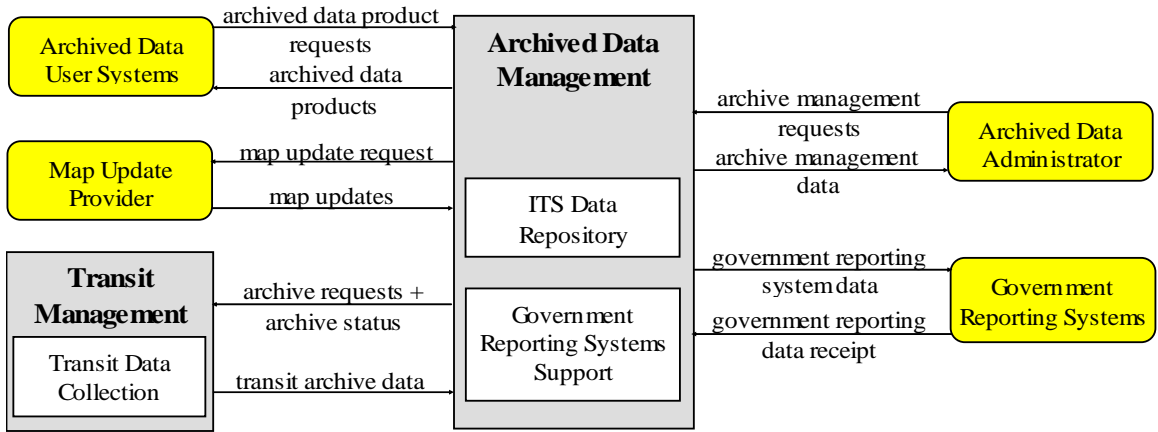 archived data product
requests
archived data
products
Archived Data
User Systems
Map Update
Provider
map update request
map updates
Transit
Management
Transit Data
Collection
archive requests +
archive status
transit archive data
Archived Data
Management
ITS Data
Repository
Government
Reporting Systems
Support
archive management
requests
archive management
data
Archived Data
Administrator
government reporting
system data
government reporting
data receipt
Government
Reporting Systems